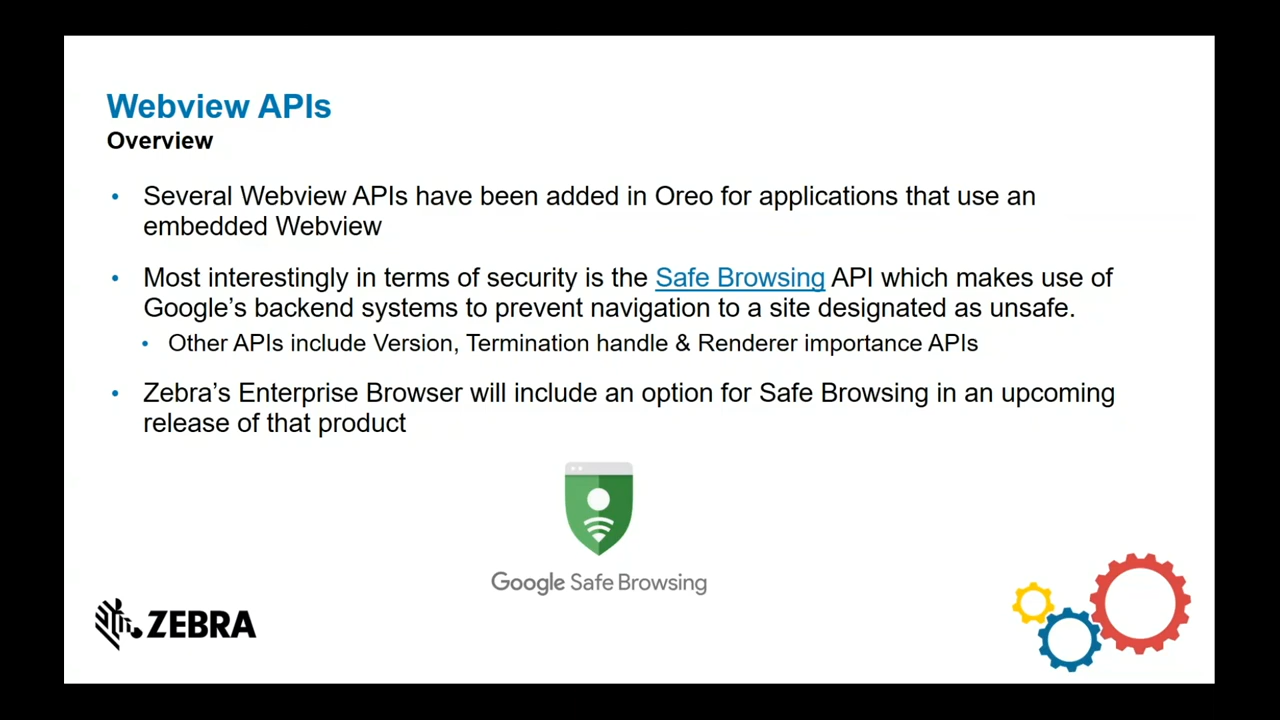 Webview APIs
Overview
• Several Webview APIs have been added in Oreo for applications that use an
embedded Webview
• Most interestingly in terms of security is the Safe Browsing API which makes use of
Google’s backend systems to prevent navigation to a site designated as unsafe.
• Other APIs include Version, Termination handle & Renderer importance APIs
• Zebra’s Enterprise Browser will include an option for Safe Browsing in an upcoming
release of that product
Google Safe Browsing
ZEBRA